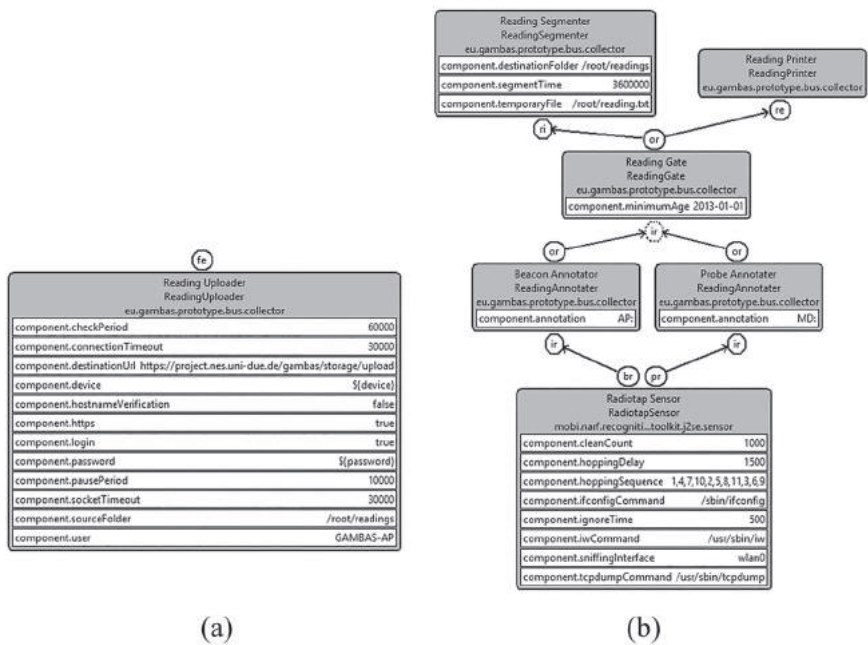 Reading Segmenter
ReadingSegmenter
eu.gambas.prototype.bus.collector
component.destinationFolder /root/readings
component.segmentTime 3600000
component.temporaryFile /root/reading.txt
ri
Reading Printer
ReadingPrinter
eu.gambas.prototype.bus.collector
re
or
Reading Gate
ReadingGate
eu.gambas.prototype.bus.collector
component.minimumAge 2013-01-01
ir
or
or
Beacon Annotator
ReadingAnnotater
eu.gambas.prototype.bus.collector
component.annotation AP:
ir
Probe Annotater
ReadingAnnotater
eu.gambas.prototype.bus.collector
component.annotation MD:
ir
br
pr
Radiotap Sensor
RadiotapSensor
mobi.narf.recogniti...toolkit.j2se.sensor
component.cleanCount 1000
component.hoppingDelay 1500
component.hoppingSequence 1,4,7,10,2,5,8,11,3,6,9
component.ifconfigCommand /sbin/ifconfig
component.ignoreTime 500
component.iwCommand /usr/sbin/iw
component.sniffingInterface wlan0
component.tcpdumpCommand /usr/sbin/tcpdump
fe
Reading Uploader
ReadingUploader
eu.gambas.prototype.bus.collector
component.checkPeriod 60000
component.connectionTimeout 30000
component.destinationUrl https://project.nes.uni-due.de/gambas/storage/upload
component.device ${device}
component.hostnameVerification false
component.https true
component.login true
component.password ${password}
component.pausePeriod 10000
component.socketTimeout 30000
component.sourceFolder /root/readings
component.user GAMBAS-AP
(a)
(b)